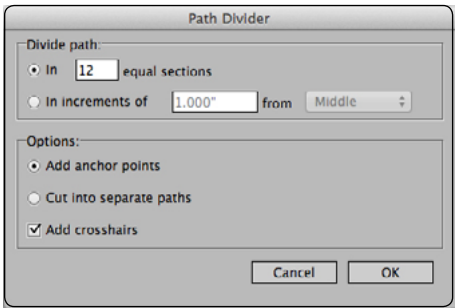 Path Divider
Divide path:
In 12 equal sections
In increments of 1.000" from Middle
Options:
Add anchor points
Cut into separate paths
Add crosshairs
Cancel OK